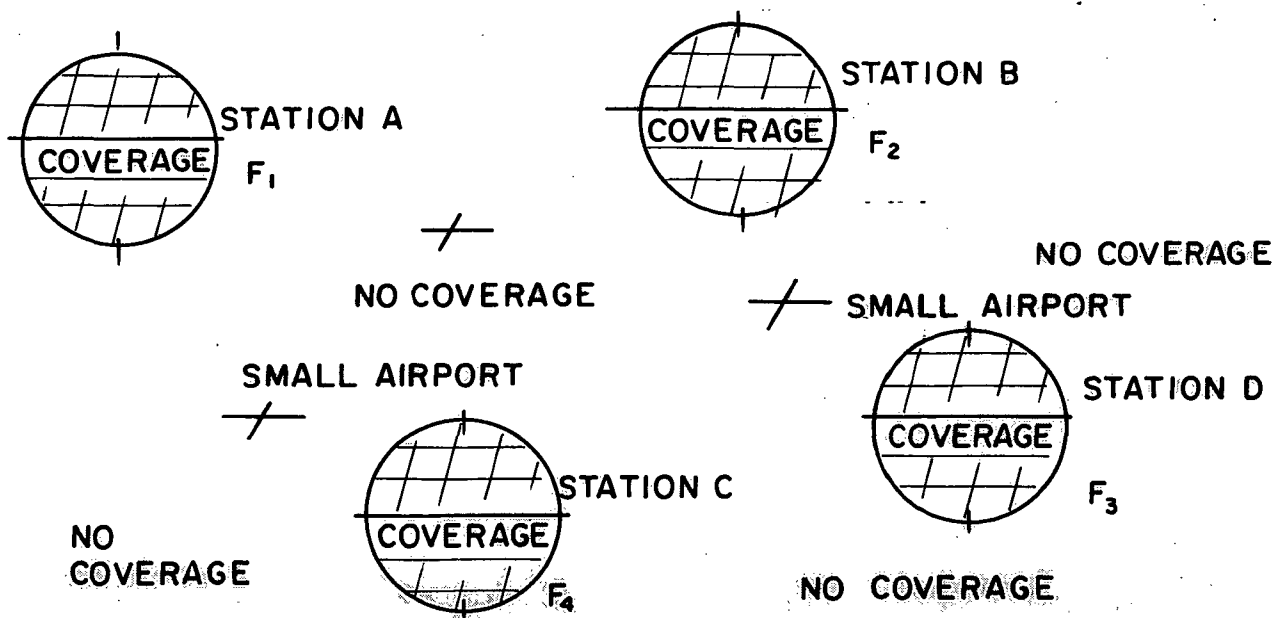 STATION A
COVERAGE
F₁
STATION B
COVERAGE
F₂
NO COVERAGE
NO COVERAGE
SMALL AIRPORT
SMALL AIRPORT
STATION D
COVERAGE
F₃
STATION C
COVERAGE
F₄
NO
COVERAGE
NO COVERAGE